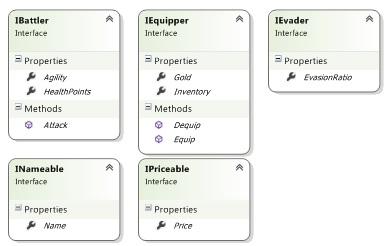 IBattler
Interface
Properties
Agility
HealthPoints
Methods
Attack
IEquipper
Interface
Properties
Gold
Inventory
Methods
Dequip
Equip
IEvader
Interface
Properties
EvasionRatio
INameable
Interface
Properties
Name
IPriceable
Interface
Properties
Price